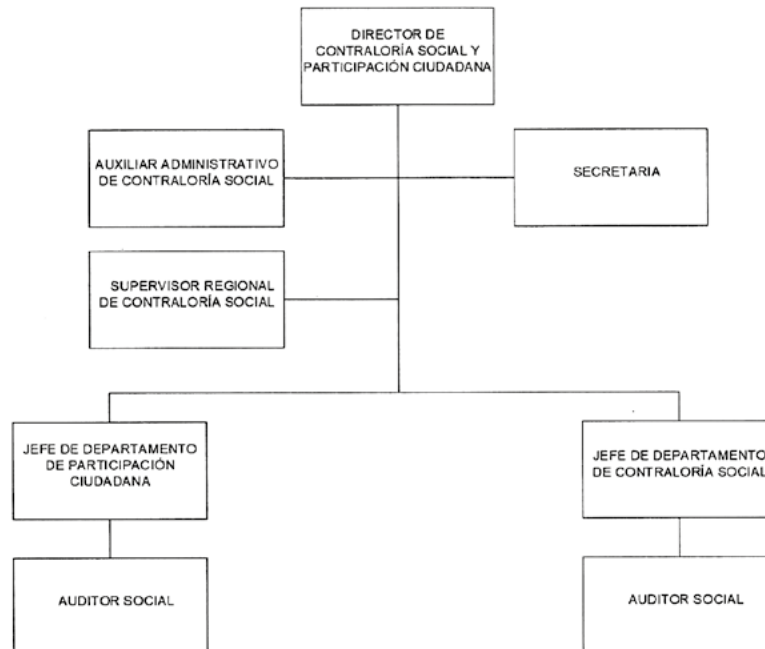 DIRECTOR DE
CONTRALORÍA SOCIAL Y
PARTICIPACIÓN CIUDADANA
AUXILIAR ADMINISTRATIVO
DE CONTRALORÍA SOCIAL
SECRETARIA
SUPERVISOR REGIONAL
DE CONTRALORÍA SOCIAL
JEFE DE DEPARTAMENTO
DE PARTICIPACIÓN
CIUDADANA
JEFE DE DEPARTAMENTO
DE CONTRALORÍA SOCIAL
AUDITOR SOCIAL
AUDITOR SOCIAL